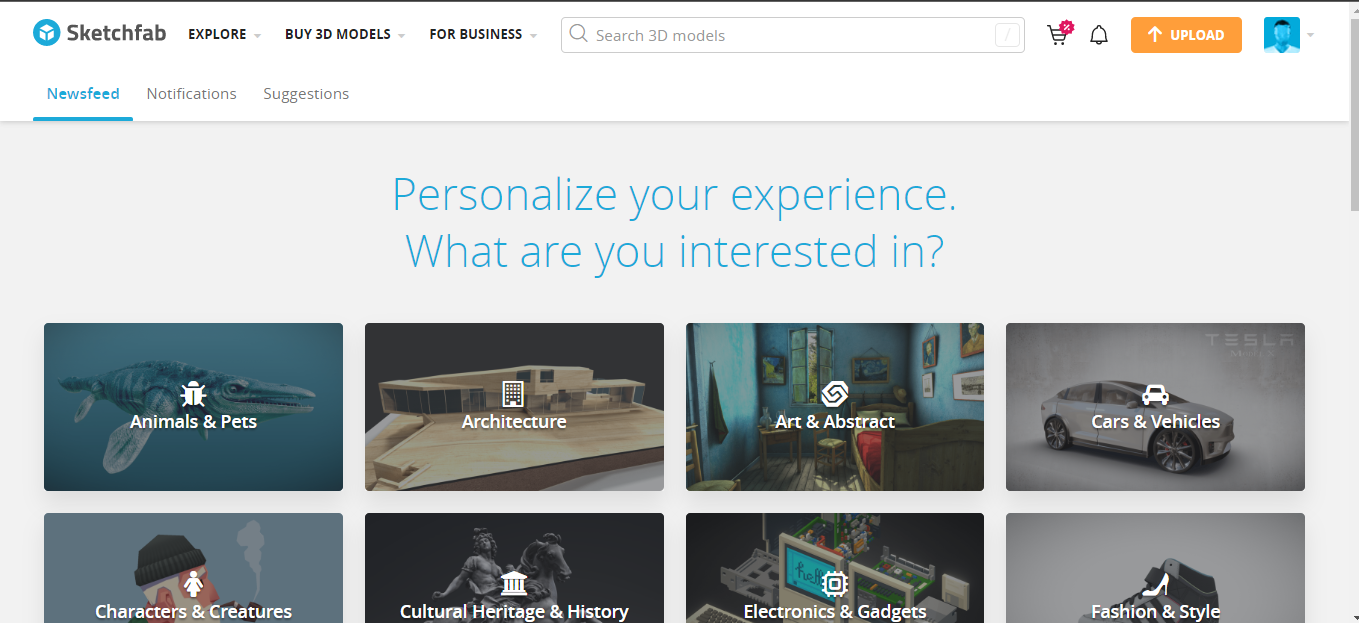 Sketchfab
EXPLORE
BUY 3D MODELS
FOR BUSINESS
Search 3D models
/
%
UPLOAD
Newsfeed
Notifications
Suggestions
Personalize your experience.
What are you interested in?
Animals & Pets
Architecture
Art & Abstract
TESLA
Model X
Cars & Vehicles
Characters & Creatures
Cultural Heritage & History
hello
Electronics & Gadgets
Fashion & Style